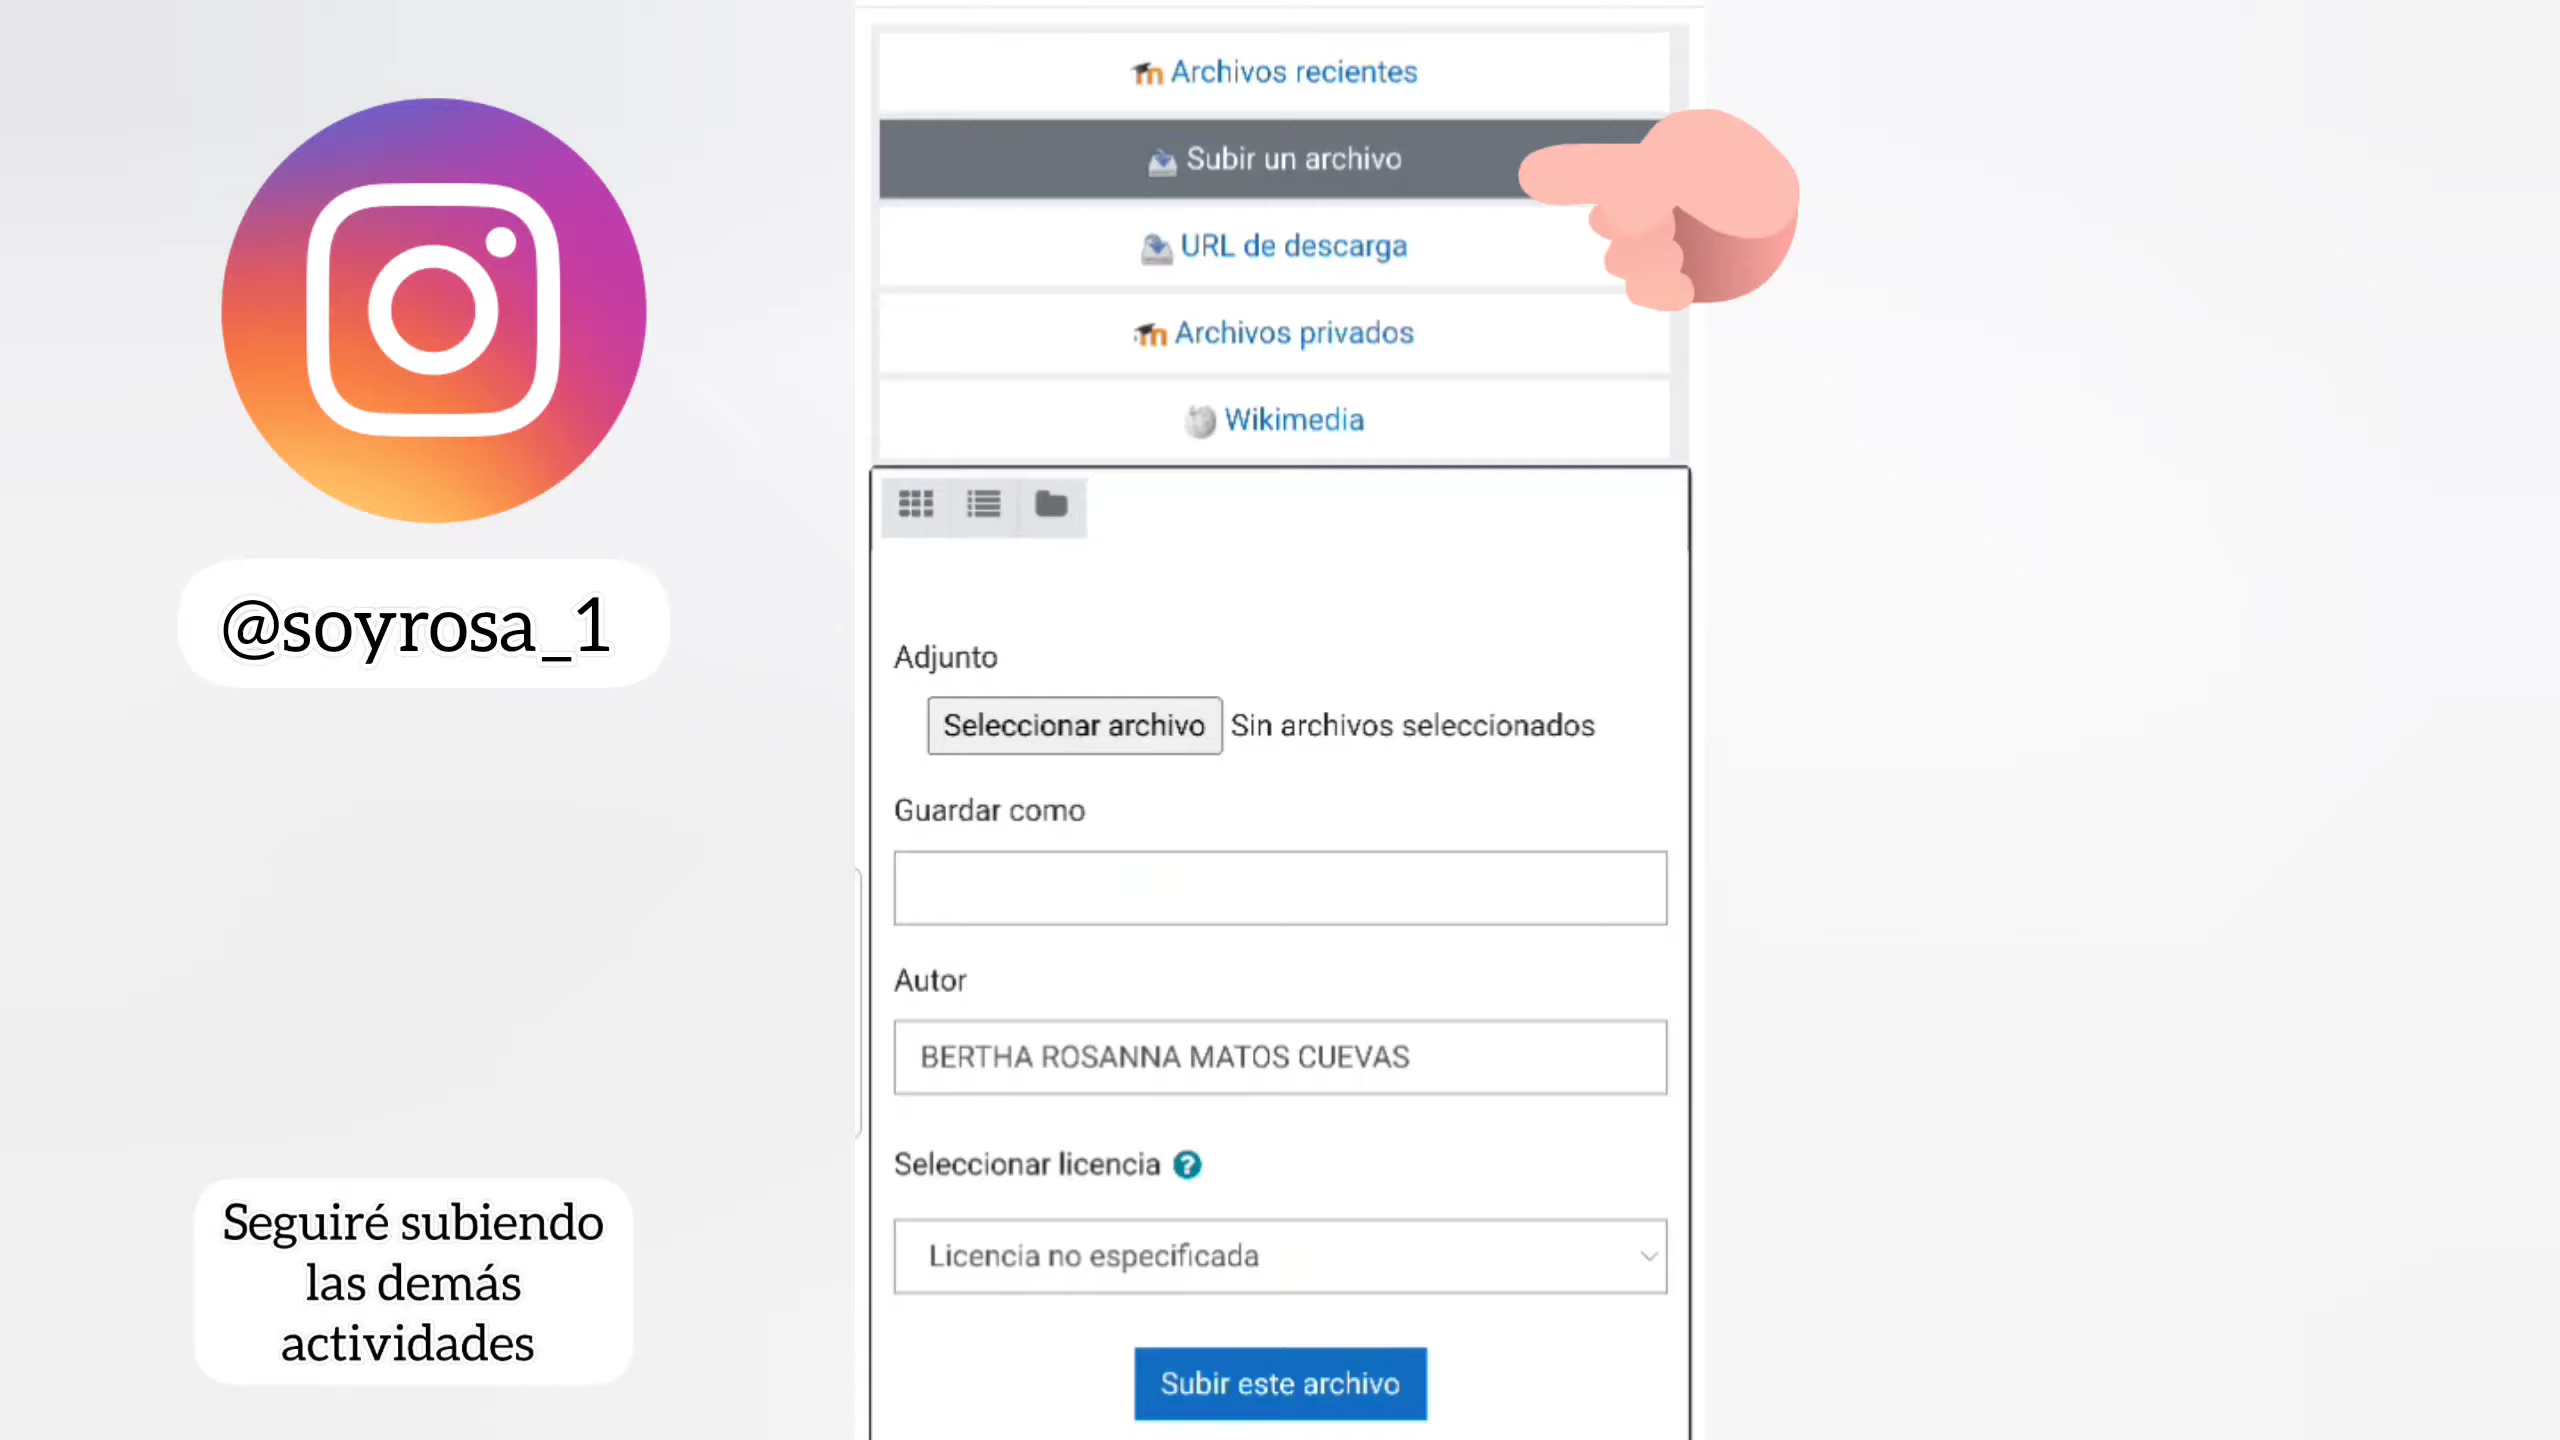 @soyrosa_1
Seguiré subiendo
las demás
actividades
Archivos recientes
Subir un archivo
URL de descarga
Archivos privados
Wikimedia
Adjunto
Seleccionar archivo Sin archivos seleccionados
Guardar como
Autor
BERTHA ROSANNA MATOS CUEVAS
Seleccionar licencia ?
Licencia no especificada
Subir este archivo